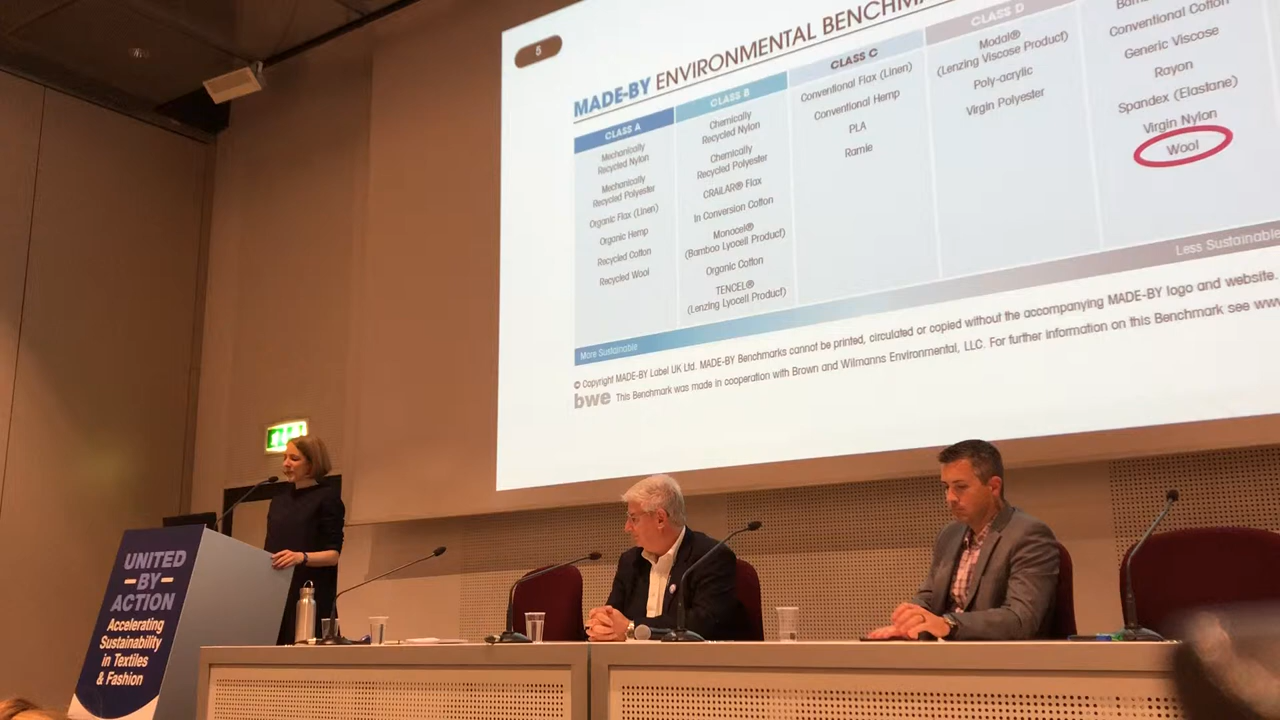 5
MADE-BY ENVIRONMENTAL
CLASS A
Mechanically
Recycled Nylon
Mechanically
Recycled Polyester
Organic Flax (Linen)
Organic Hemp
Recycled Cotton
Recycled Wool
CLASS B
Chemically
Recycled Nylon
Chemically
Recycled Polyester
CRAiLAR® Flax
In Conversion Cotton
Monocel®
(Bamboo Lyocell Product)
Organic Cotton
TENCEL®
(Lenzing Lyocell Product)
CLASS C
Conventional Flax (Linen)
Conventional Hemp
PLA
Ramie
CLASS D
Modal®
(Lenzing Viscose Product)
Poly-acrylic
Virgin Polyester
Conventional Cotton
Generic Viscose
Rayon
Spandex (Elastane)
Virgin Nylon
Wool
More Sustainable
Less Sustainable
© Copyright MADE-BY Label UK Ltd. MADE-BY Benchmarks cannot be printed, circulated or copied without the accompanying MADE-BY logo and website.
bwe This Benchmark was made in cooperation with Brown and Wilmanns Environmental, LLC. For further information on this Benchmark see
UNITED
BY
ACTION
Accelerating
Sustainability
in Textiles
& Fashion